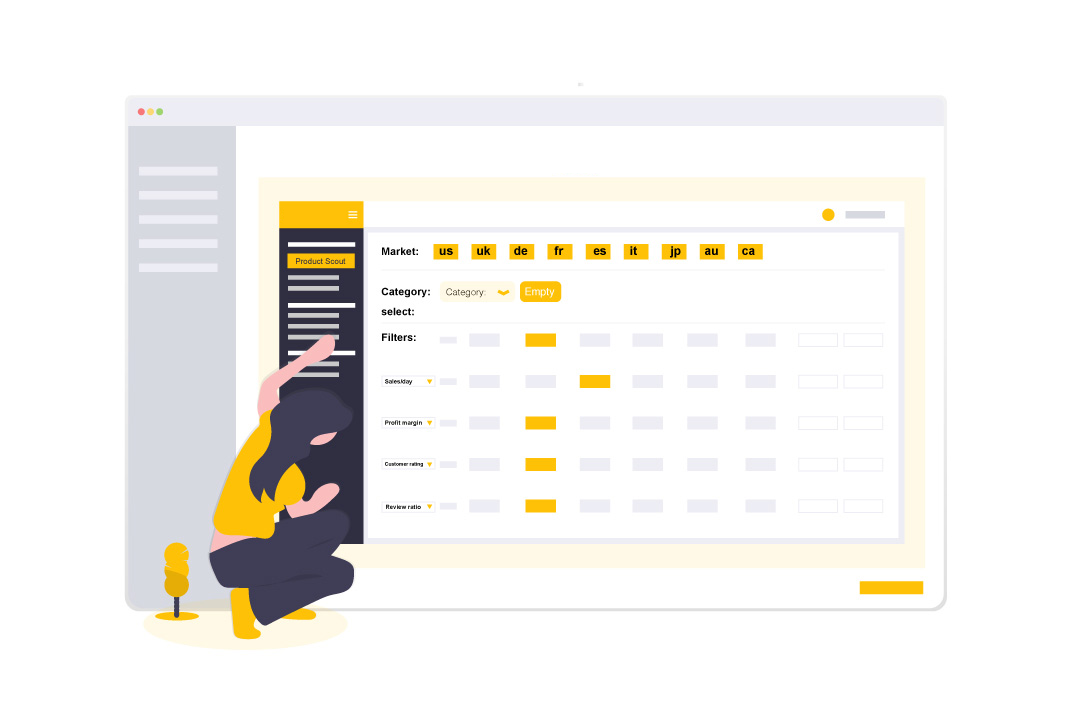 Product Scout
Market: us uk de fr es it jp au ca
Category: Category: Empty
select:
Filters:
Sales/day
Profit margin
Customer rating
Review ratio